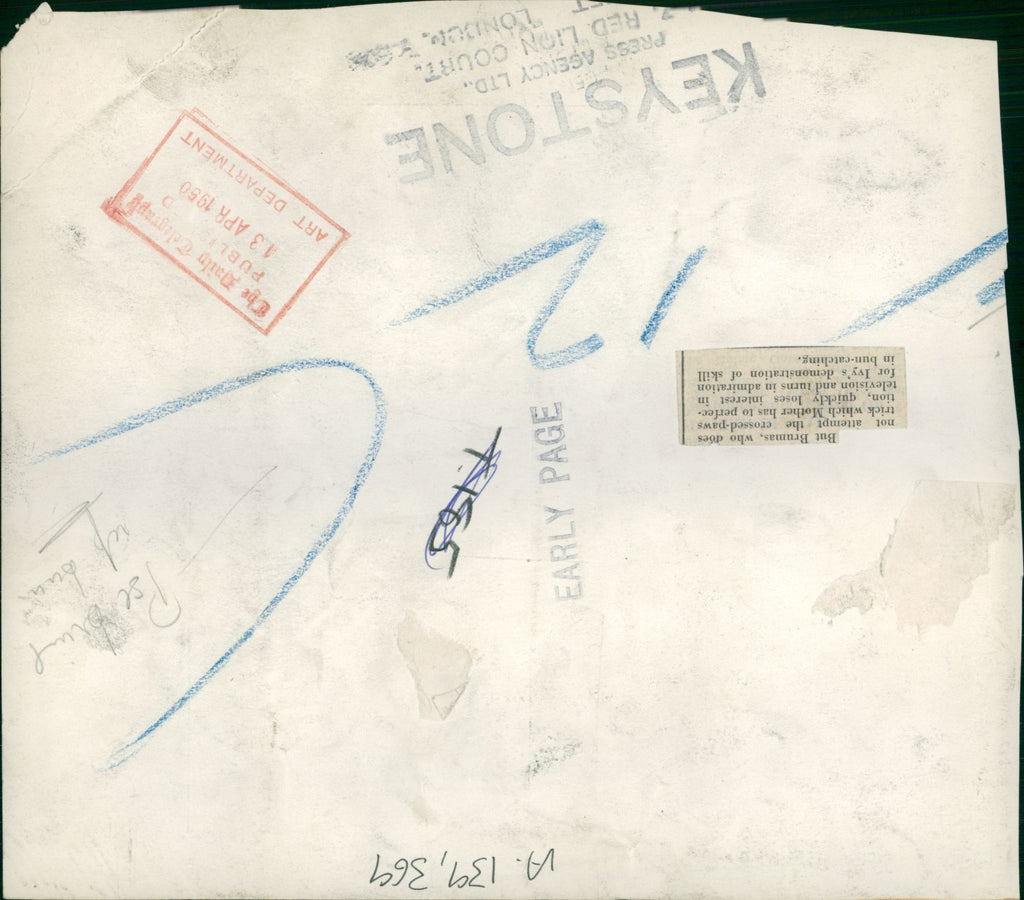 KEYSTONE
PRESS AGENCY LTD.,
RED LION COURT,
LONDON,
The Daily Telegraph
13 APR 1950
ART DEPARTMENT
But Brumas, who does
not attempt the crossed-paws
trick which Mother has to perfec-
tion, quickly loses interest in
television and turns in admiration
for Ivy's demonstration of skill
in bun-catching.
EARLY PAGE
A. 139,369